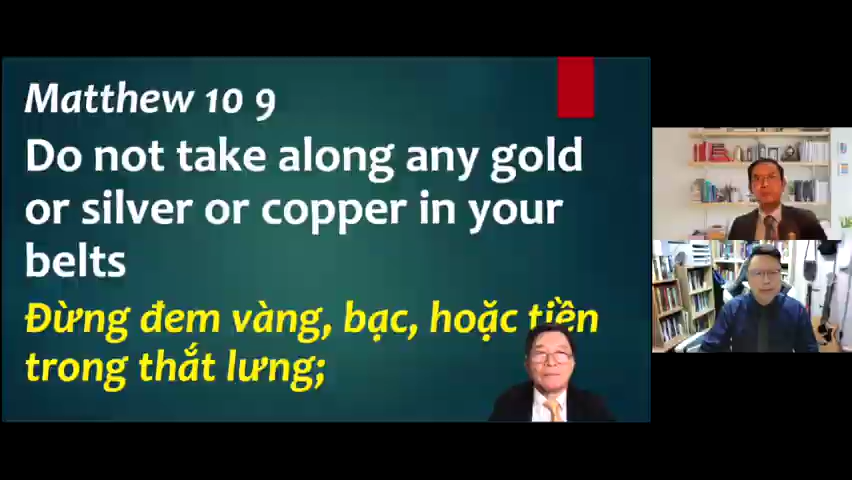 Matthew 10 9
Do not take along any gold
or silver or copper in your
belts
Đừng đem vàng, bạc, hoặc tiền
trong thắt lưng;